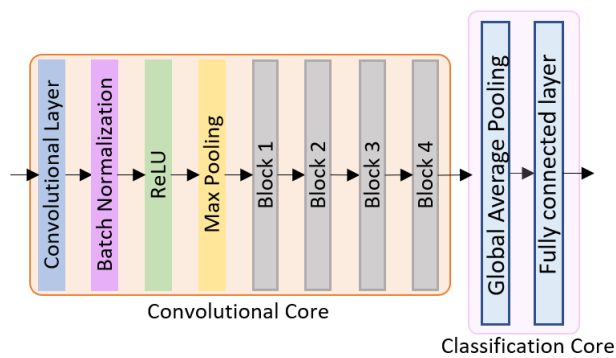 Convolutional Layer
Batch Normalization
ReLU
Max Pooling
Block 1
Block 2
Block 3
Block 4
Global Average Pooling
Fully connected layer
Convolutional Core
Classification Core